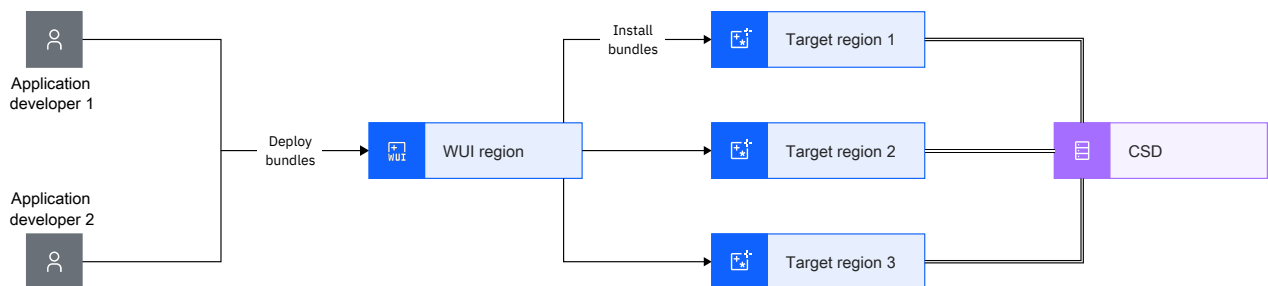 Application
developer 1
Application
developer 2
Deploy
bundles
WUI
WUI region
Install
bundles
Target region 1
Target region 2
Target region 3
CSD